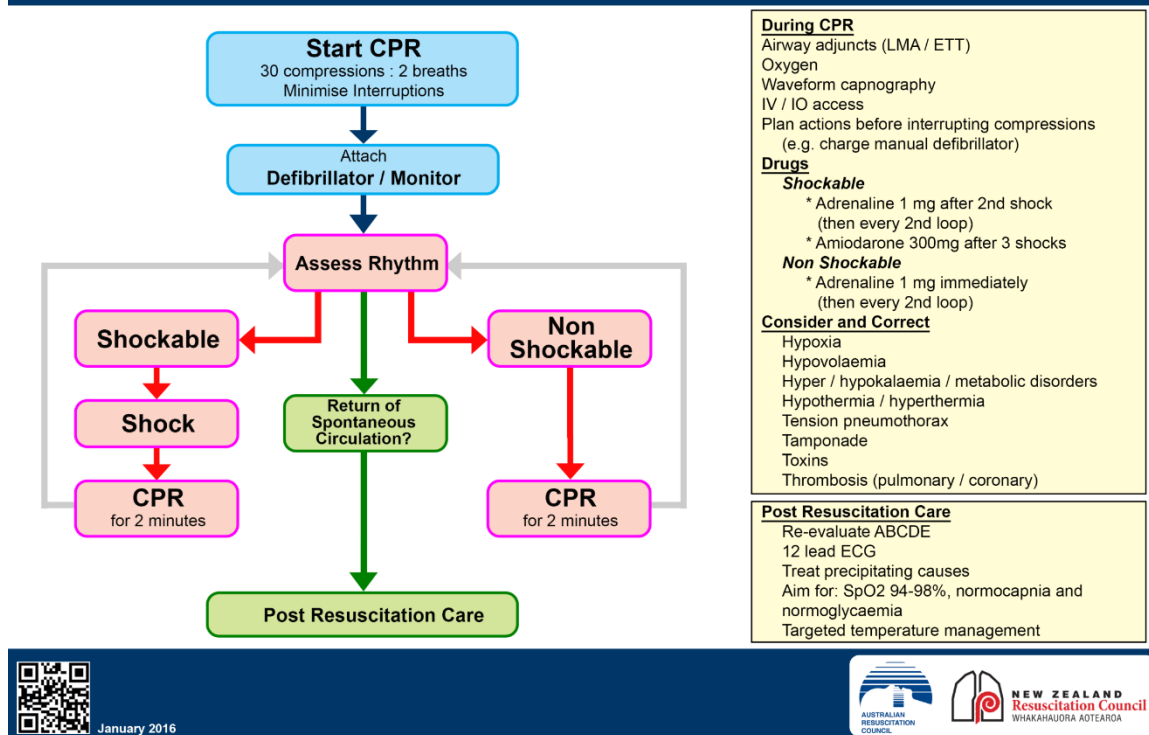 Start CPR
30 compressions : 2 breaths
Minimise Interruptions
Attach
Defibrillator / Monitor
Assess Rhythm
Shockable
Non
Shockable
Shock
Return of
Spontaneous
Circulation?
CPR
for 2 minutes
CPR
for 2 minutes
Post Resuscitation Care
During CPR
Airway adjuncts (LMA / ETT)
Oxygen
Waveform capnography
IV / IO access
Plan actions before interrupting compressions
(e.g. charge manual defibrillator)
Drugs
Shockable
* Adrenaline 1 mg after 2nd shock
(then every 2nd loop)
* Amiodarone 300mg after 3 shocks
Non Shockable
* Adrenaline 1 mg immediately
(then every 2nd loop)
Consider and Correct
Hypoxia
Hypovolaemia
Hyper / hypokalaemia / metabolic disorders
Hypothermia / hyperthermia
Tension pneumothorax
Tamponade
Toxins
Thrombosis (pulmonary / coronary)
Post Resuscitation Care
Re-evaluate ABCDE
12 lead ECG
Treat precipitating causes
Aim for: SpO2 94-98%, normocapnia and
normoglycaemia
Targeted temperature management
January 2016
AUSTRALIAN
RESUSCITATION
COUNCIL
NEW ZEALAND
Resuscitation Council
WHAKAHAUORA AOTEAROA